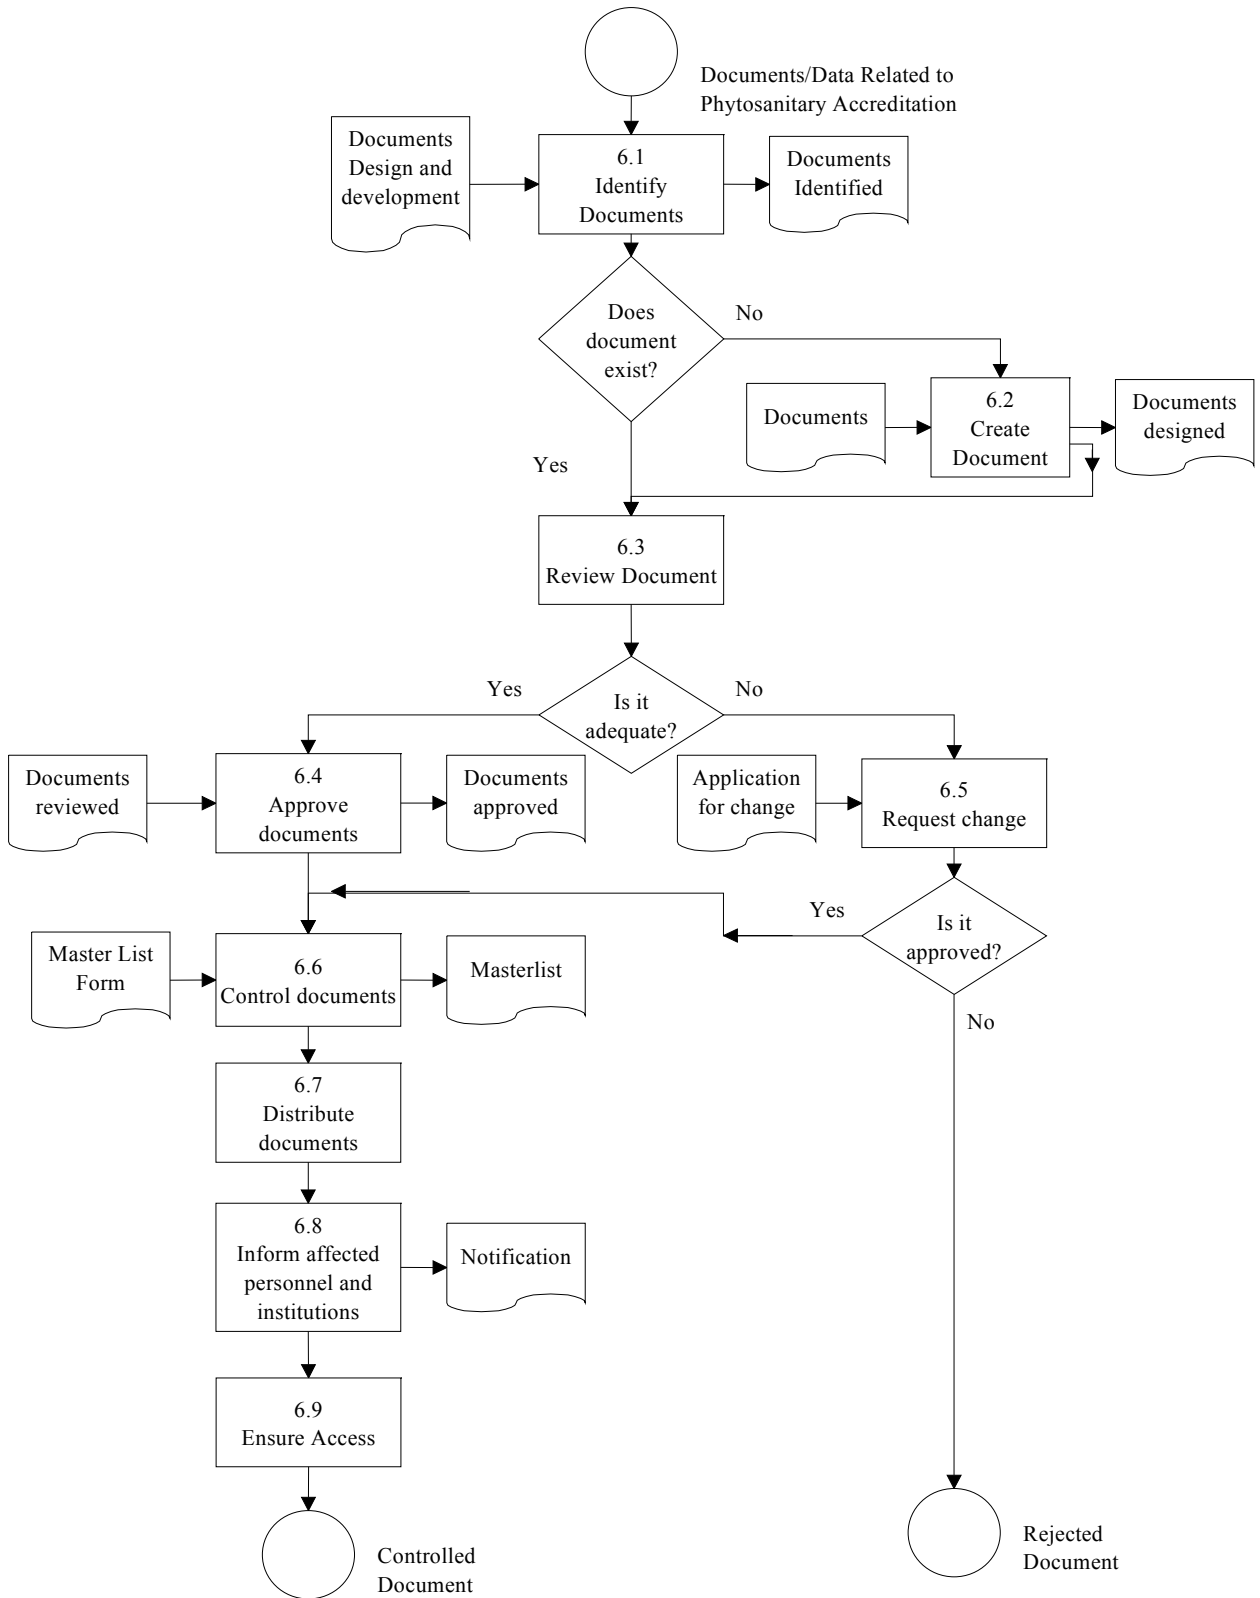 Documents/Data Related to
Phytosanitary Accreditation
Documents
Design and
development
6.1
Identify
Documents
Documents
Identified
Does
document
exist?
No
Yes
Documents
6.2
Create
Document
Documents
designed
6.3
Review Document
Is it
adequate?
Yes
No
Documents
reviewed
6.4
Approve
documents
Documents
approved
Application
for change
6.5
Request change
Is it
approved?
Yes
No
Master List
Form
6.6
Control documents
Masterlist
6.7
Distribute
documents
6.8
Inform affected
personnel and
institutions
Notification
6.9
Ensure Access
Controlled
Document
Rejected
Document